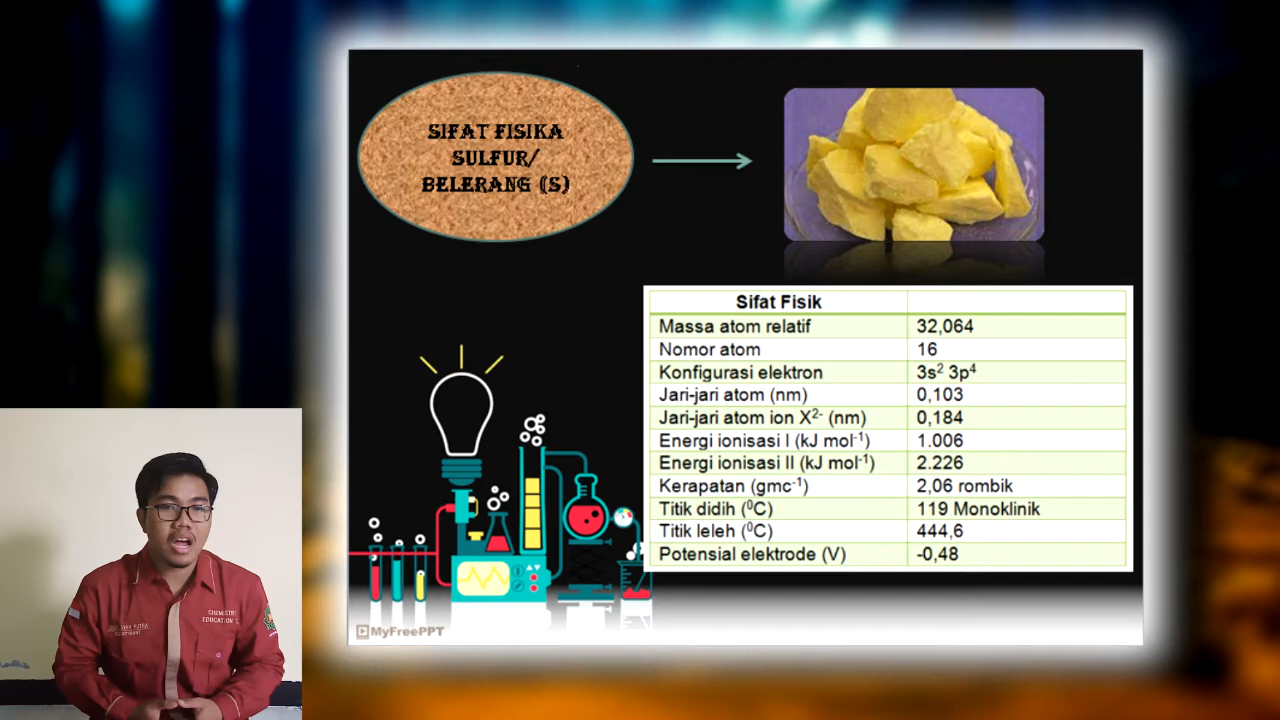 SIFAT FISIKA
SULFUR/
BELERANG (S)
Sifat Fisik
Massa atom relatif 32,064
Nomor atom 16
Konfigurasi elektron 3s² 3p⁴
Jari-jari atom (nm) 0,103
Jari-jari atom ion X²⁻ (nm) 0,184
Energi ionisasi I (kJ mol⁻¹) 1.006
Energi ionisasi II (kJ mol⁻¹) 2.226
Kerapatan (gmc⁻¹) 2,06 rombik
Titik didih (⁰C) 119 Monoklinik
Titik leleh (⁰C) 444,6
Potensial elektrode (V) -0,48
MyFreePPT
CHEMISTRY
EDUCATION
PUTRA